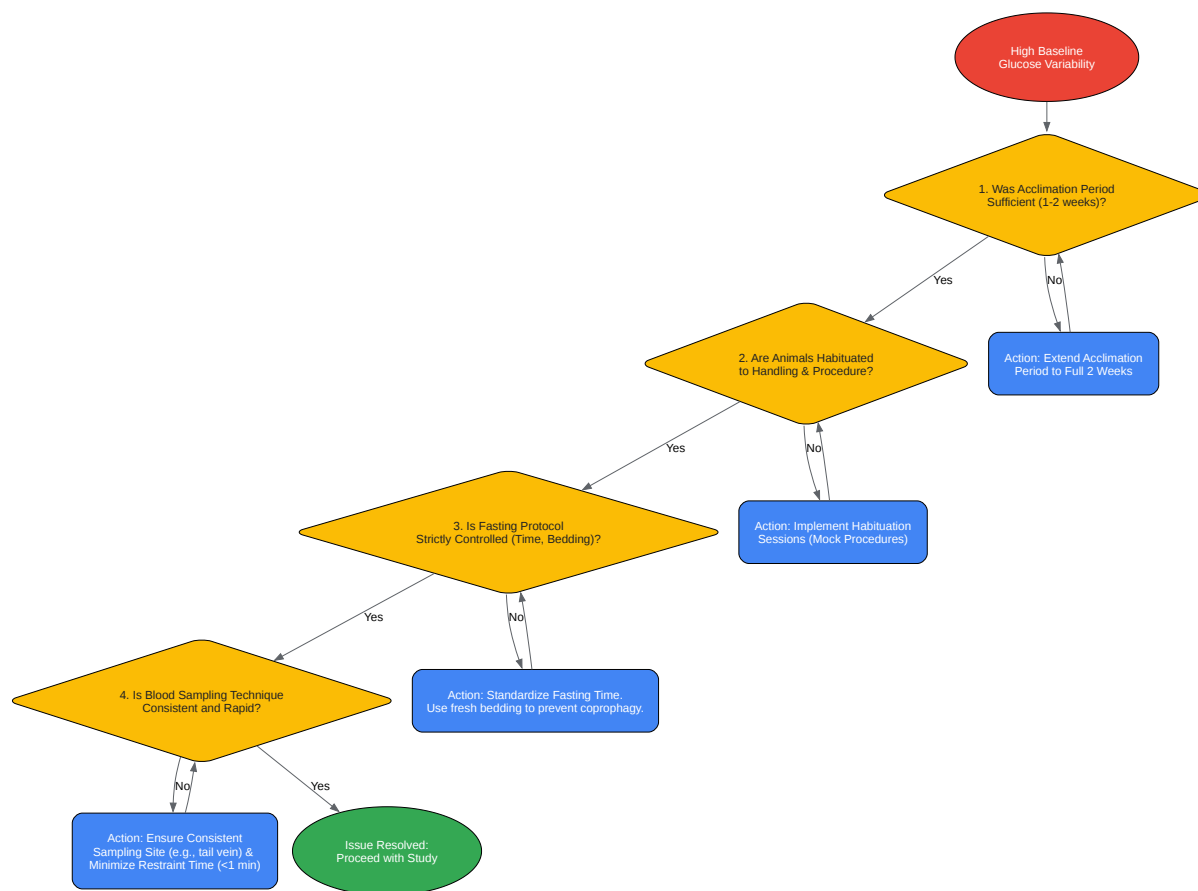 High Baseline
Glucose Variability
1. Was Acclimation Period
Sufficient (1-2 weeks)?
Yes
No
2. Are Animals Habituated
to Handling & Procedure?
Action: Extend Acclimation
Period to Full 2 Weeks
Yes
No
3. Is Fasting Protocol
Strictly Controlled (Time, Bedding)?
Action: Implement Habituation
Sessions (Mock Procedures)
Yes
No
4. Is Blood Sampling Technique
Consistent and Rapid?
Action: Standardize Fasting Time.
Use fresh bedding to prevent coprophagy.
No
Yes
Action: Ensure Consistent
Sampling Site (e.g., tail vein) &
Minimize Restraint Time (<1 min)
Issue Resolved:
Proceed with Study